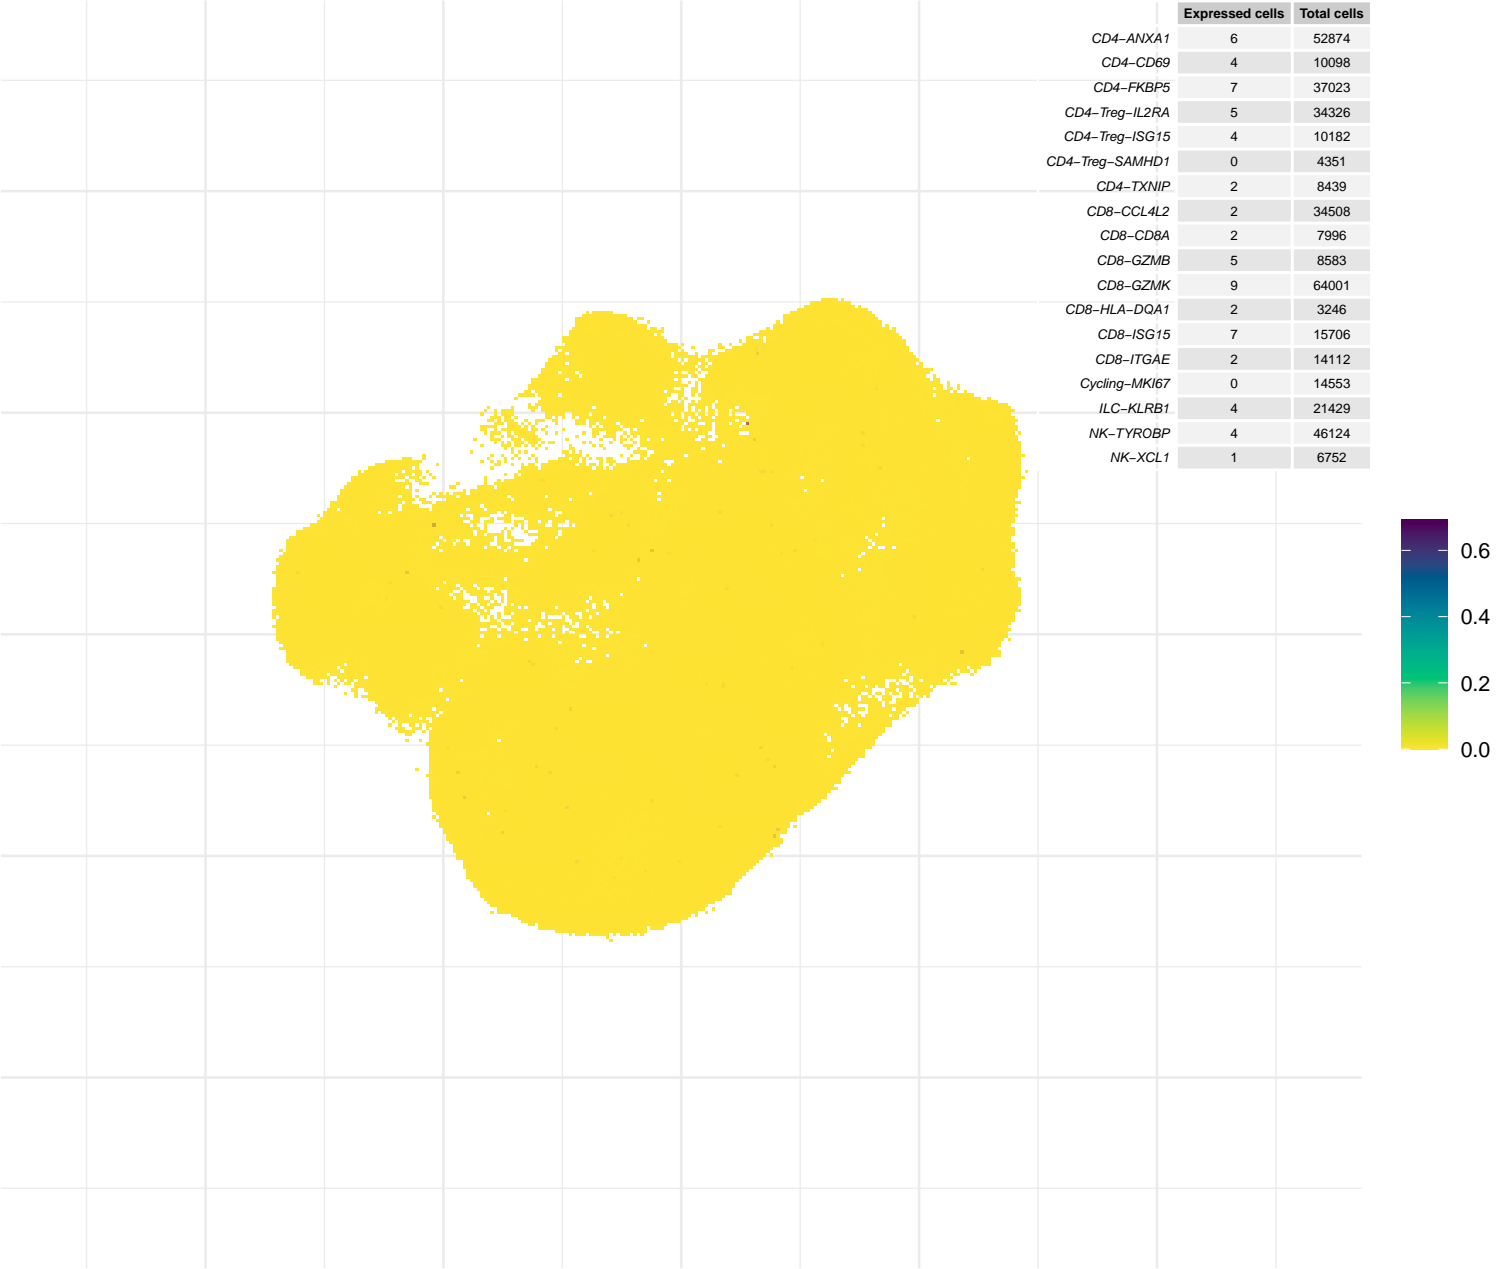 Expressed cells Total cells
CD4−ANXA1 6 52874
CD4−CD69 4 10098
CD4−FKBP5 7 37023
CD4−Treg−IL2RA 5 34326
CD4−Treg−ISG15 4 10182
CD4−Treg−SAMHD1 0 4351
CD4−TXNIP 2 8439
CD8−CCL4L2 2 34508
CD8−CD8A 2 7996
CD8−GZMB 5 8583
CD8−GZMK 9 64001
CD8−HLA−DQA1 2 3246
CD8−ISG15 7 15706
CD8−ITGAE 2 14112
Cycling−MKI67 0 14553
ILC−KLRB1 4 21429
NK−TYROBP 4 46124
NK−XCL1 1 6752
0.6
0.4
0.2
0.0